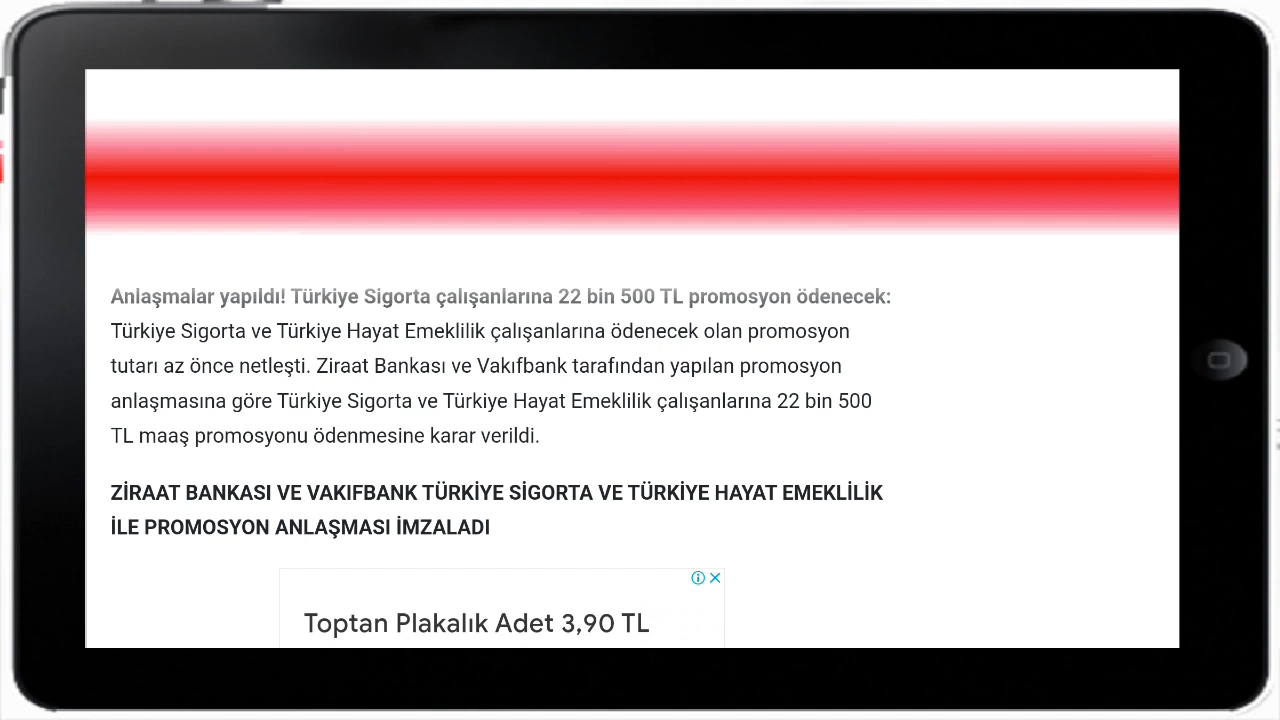 Anlaşmalar yapıldı! Türkiye Sigorta çalışanlarına 22 bin 500 TL promosyon ödenecek:
Türkiye Sigorta ve Türkiye Hayat Emeklilik çalışanlarına ödenecek olan promosyon
tutarı az önce netleşti. Ziraat Bankası ve Vakıfbank tarafından yapılan promosyon
anlaşmasına göre Türkiye Sigorta ve Türkiye Hayat Emeklilik çalışanlarına 22 bin 500
TL maaş promosyonu ödenmesine karar verildi.
ZİRAAT BANKASI VE VAKIFBANK TÜRKİYE SİGORTA VE TÜRKİYE HAYAT EMEKLİLİK
İLE PROMOSYON ANLAŞMASI İMZALADI
Toptan Plakalık Adet 3,90 TL